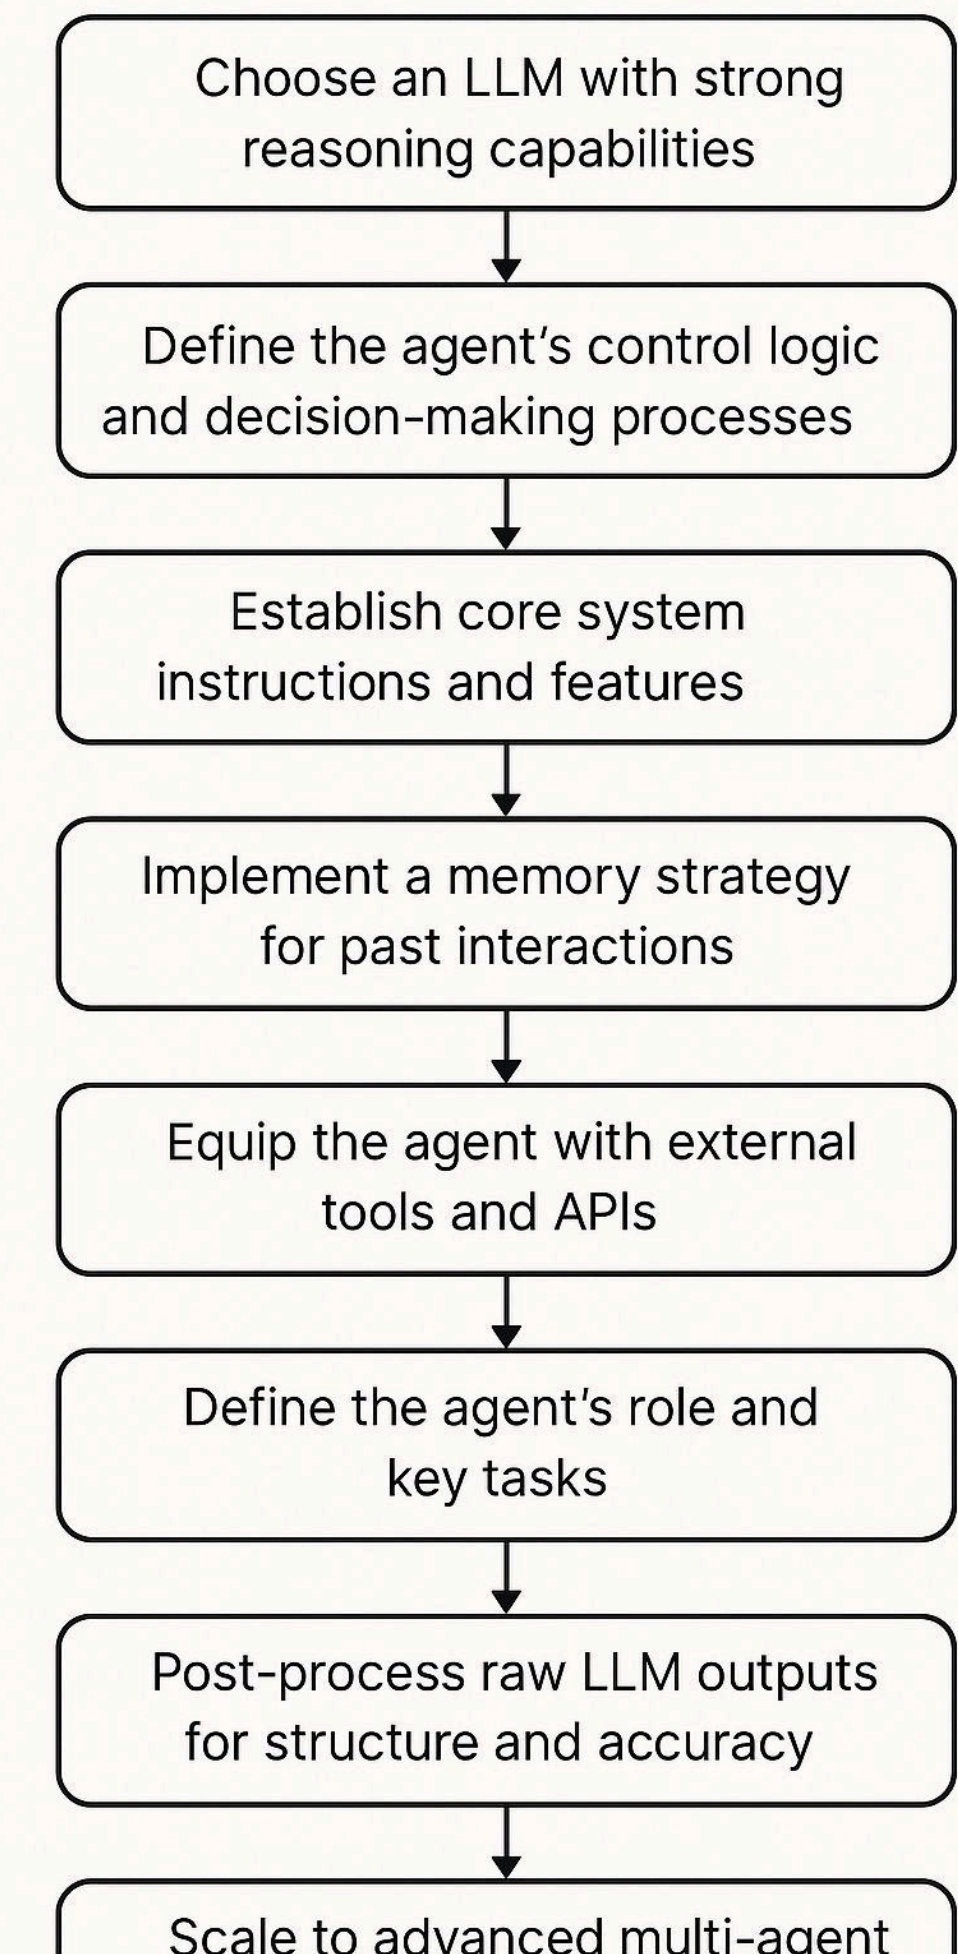 Choose an LLM with strong
reasoning capabilities
Define the agent's control logic
and decision-making processes
Establish core system
instructions and features
Implement a memory strategy
for past interactions
Equip the agent with external
tools and APIs
Define the agent's role and
key tasks
Post-process raw LLM outputs
for structure and accuracy
Scale to advanced multi-agent